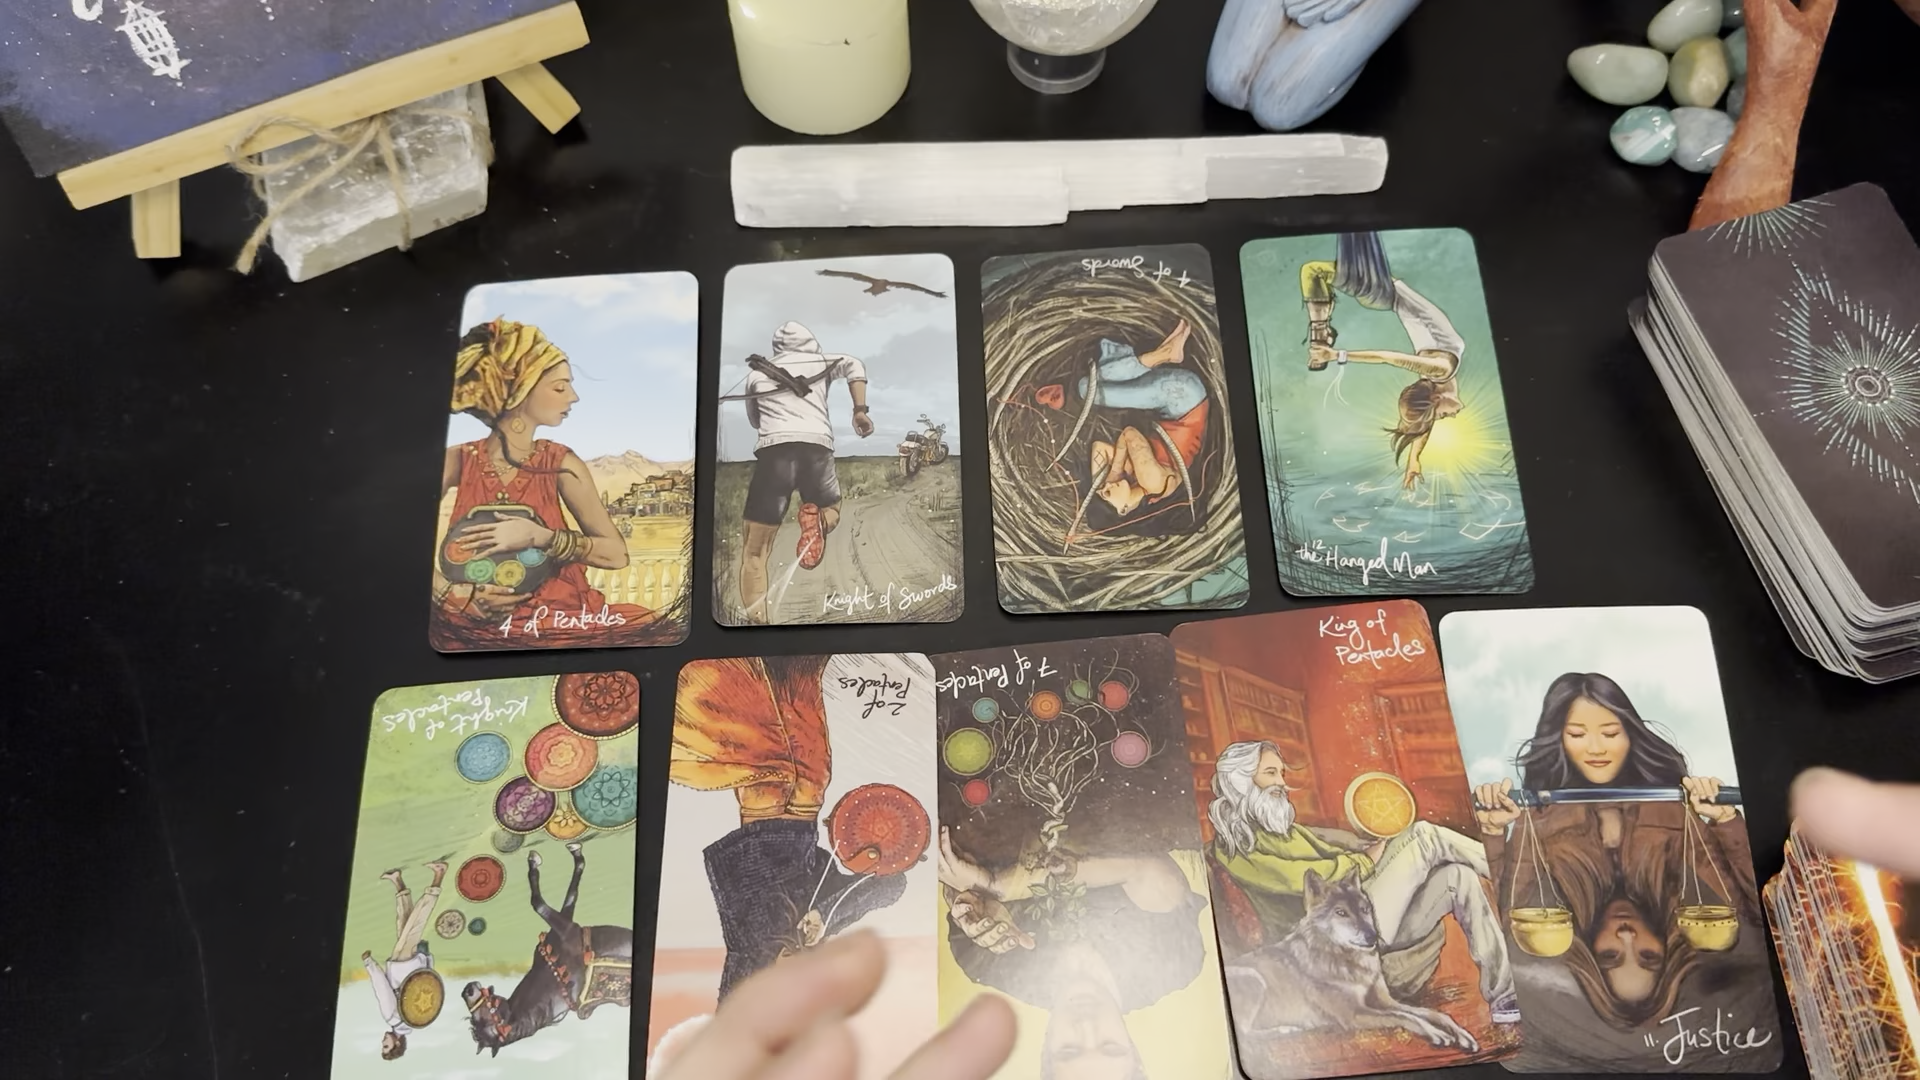 4 of Pentacles
Knight of Swords
4 of
Swords
the 12 Hanged Man
Knight of
Pentacles
2 of
Pentacles
7 of
Pentacles
King of
Pentacles
11. Justice